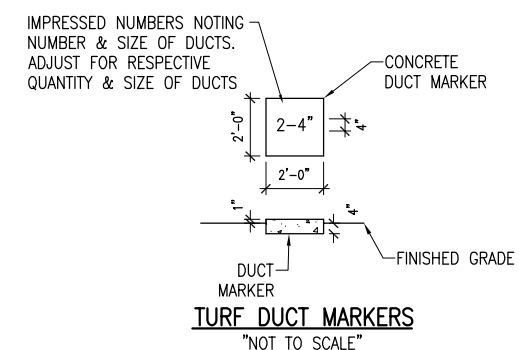 IMPRESSED NUMBERS NOTING
NUMBER & SIZE OF DUCTS.
ADJUST FOR RESPECTIVE
QUANTITY & SIZE OF DUCTS
CONCRETE
DUCT MARKER
2-4"
4"
2'-0"
2'-0"
1"
4"
FINISHED GRADE
DUCT
MARKER
TURF DUCT MARKERS
"NOT TO SCALE"